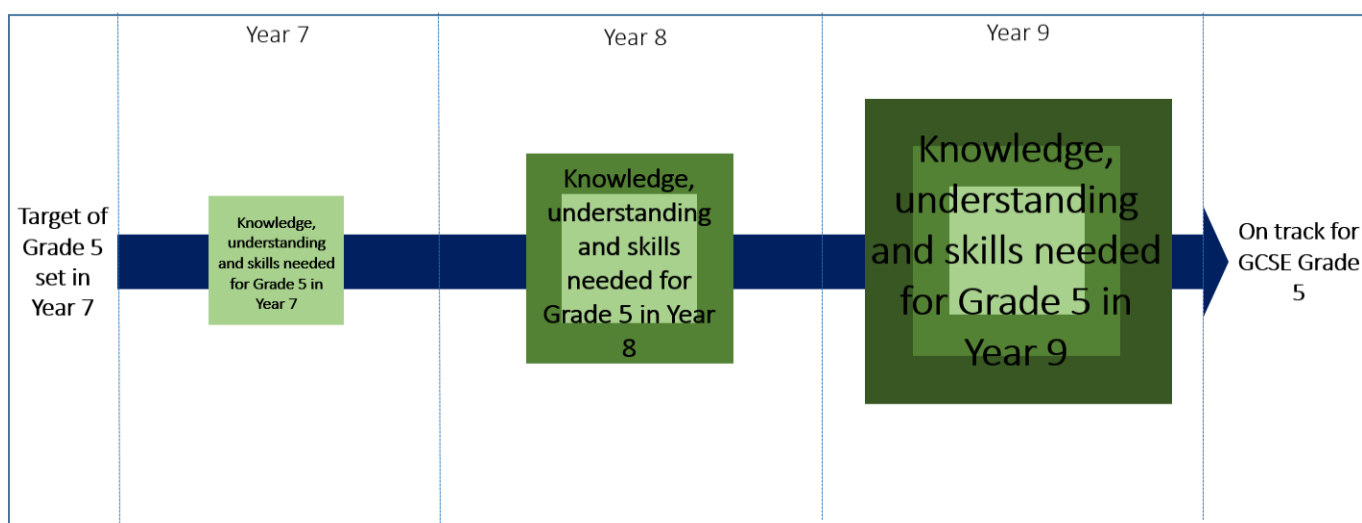 Year 7
Year 8
Year 9
Target of
Grade 5
set in
Year 7
Knowledge,
understanding
and skills needed
for Grade 5 in
Year 7
Knowledge,
understanding
and skills
needed for
Grade 5 in Year
8
Knowledge,
understanding
and skills needed
for Grade 5 in
Year 9
On track for
GCSE Grade
5